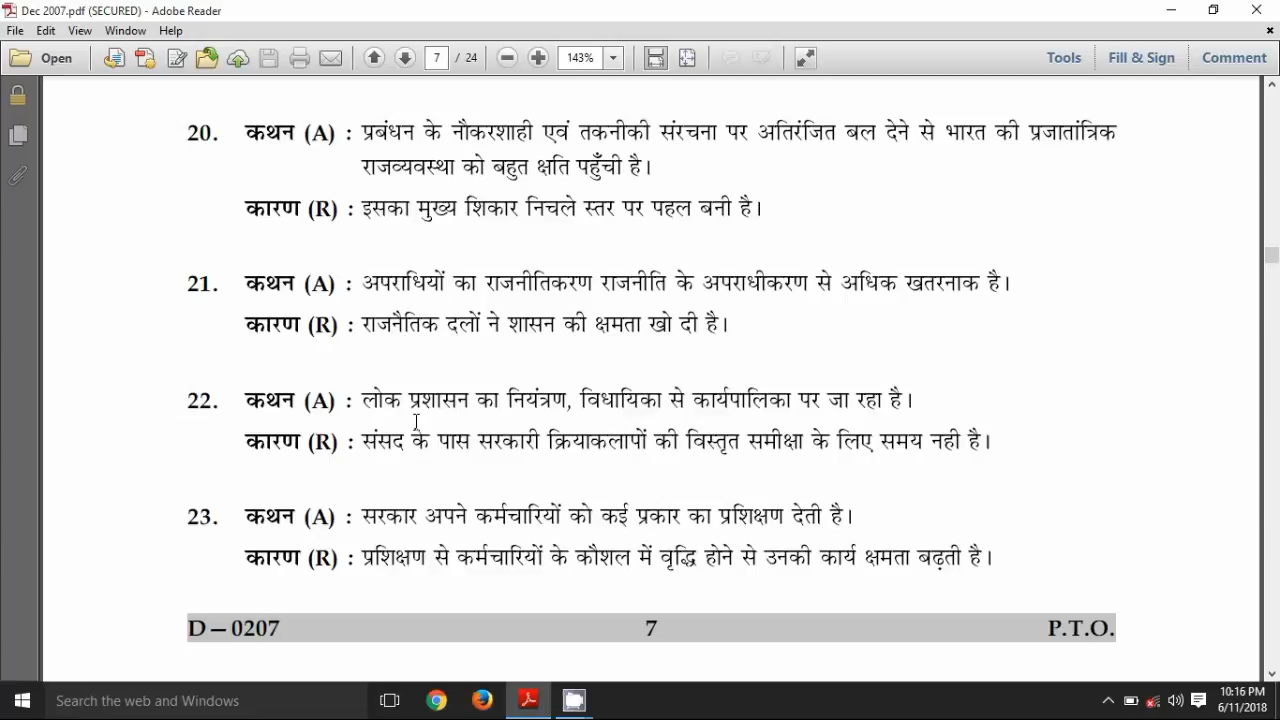 Dec 2007.pdf (SECURED) - Adobe Reader
File Edit View Window Help
Open 7 / 24 143% Tools Fill & Sign Comment
20. कथन (A) : प्रबंधन के नौकरशाही एवं तकनीकी संरचना पर अतिरंजित बल देने से भारत की प्रजातांत्रिक
राजव्यवस्था को बहुत क्षति पहुँची है।
कारण (R) : इसका मुख्य शिकार निचले स्तर पर पहल बनी है।
21. कथन (A) : अपराधियों का राजनीतिकरण राजनीति के अपराधीकरण से अधिक खतरनाक है।
कारण (R) : राजनैतिक दलों ने शासन की क्षमता खो दी है।
22. कथन (A) : लोक प्रशासन का नियंत्रण, विधायिका से कार्यपालिका पर जा रहा है।
कारण (R) : संसद के पास सरकारी क्रियाकलापों की विस्तृत समीक्षा के लिए समय नही है।
23. कथन (A) : सरकार अपने कर्मचारियों को कई प्रकार का प्रशिक्षण देती है।
कारण (R) : प्रशिक्षण से कर्मचारियों के कौशल में वृद्धि होने से उनकी कार्य क्षमता बढ़ती है।
D – 0207 7 P.T.O.
Search the web and Windows 10:16 PM
6/11/2018